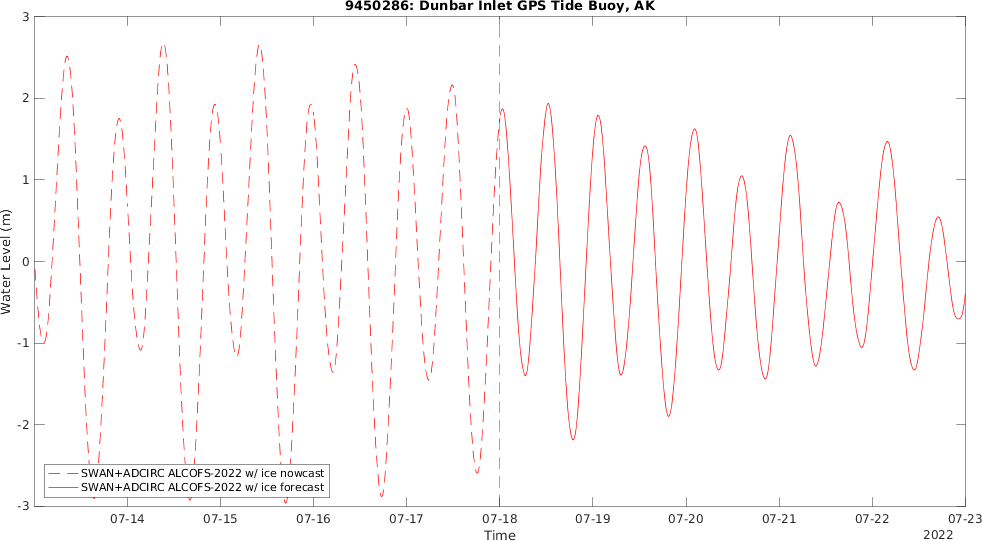 9450286: Dunbar Inlet GPS Tide Buoy, AK
3
2
1
0
-1
-2
-3
Water Level (m)
SWAN+ADCIRC ALCOFS-2022 w/ ice nowcast
SWAN+ADCIRC ALCOFS-2022 w/ ice forecast
07-14 07-15 07-16 07-17 07-18 07-19 07-20 07-21 07-22 07-23
Time
2022